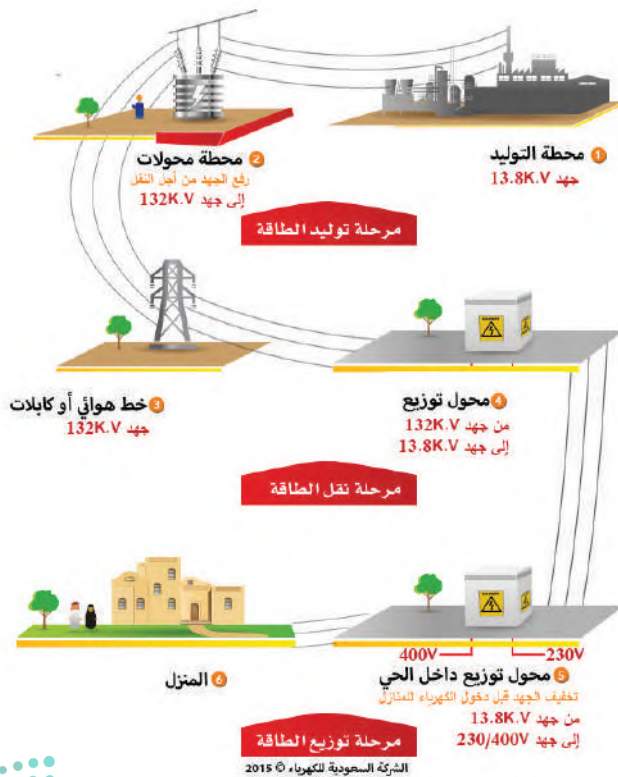 1 محطة التوليد
جهد 13.8K.V
2 محطة محولات
رفع الجهد من أجل النقل
إلى جهد 132K.V
مرحلة توليد الطاقة
3 خط هوائي أو كابلات
جهد 132K.V
4 محول توزيع
من جهد 132K.V
إلى جهد 13.8K.V
مرحلة نقل الطاقة
400V
230V
5 محول توزيع داخل الحي
تخفيف الجهد قبل دخول الكهرباء للمنازل
من جهد 13.8K.V
إلى جهد 230/400V
6 المنزل
مرحلة توزيع الطاقة
الشركة السعودية للكهرباء © 2015